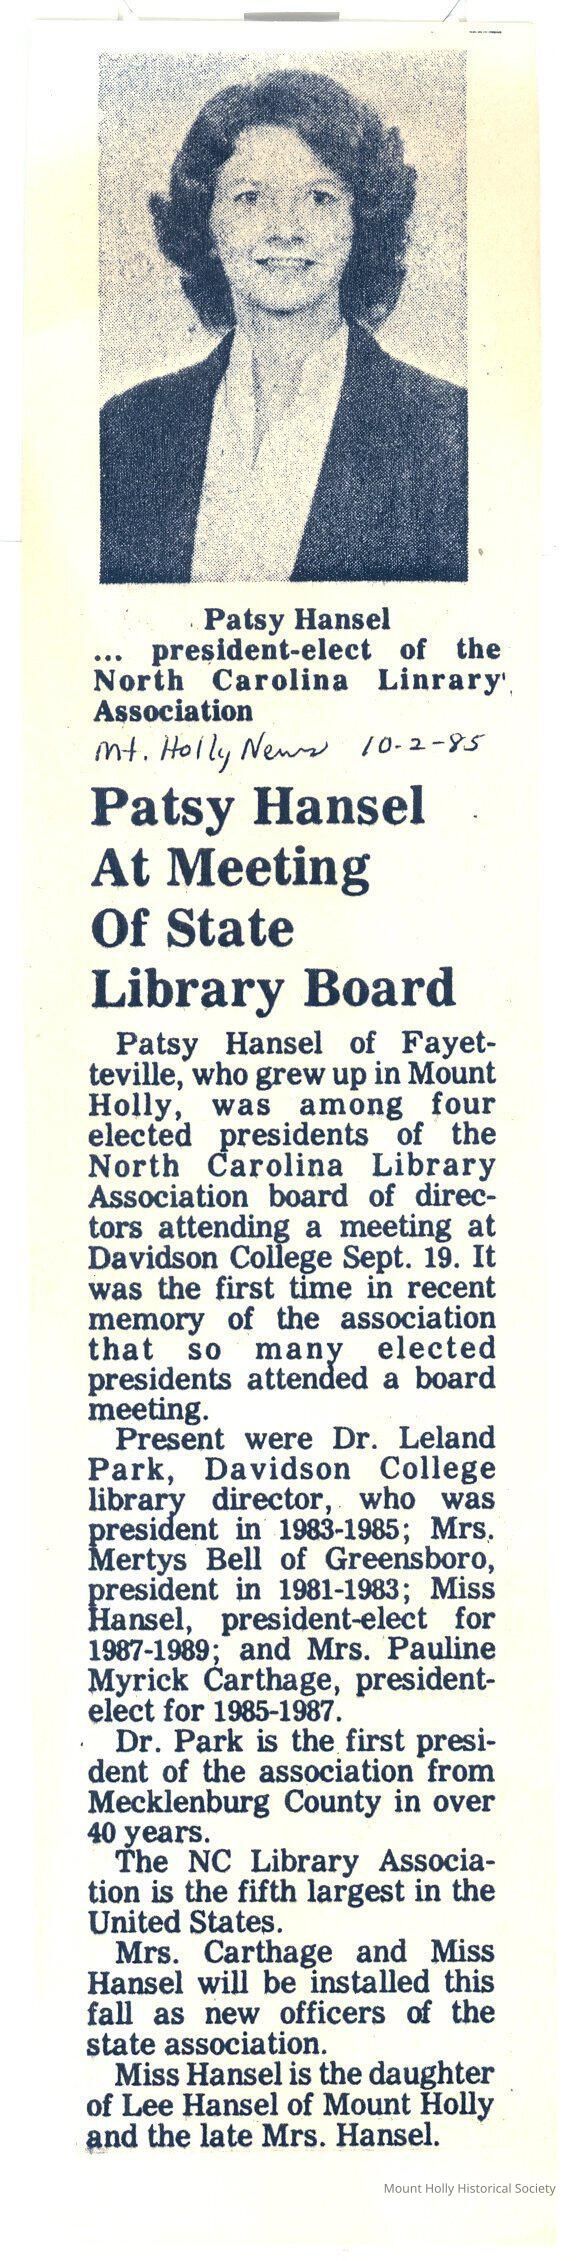 Patsy Hansel
... president-elect of the
North Carolina Linrary
Association
Mt. Holly News 10-2-85
Patsy Hansel
At Meeting
Of State
Library Board
Patsy Hansel of Fayet-
teville, who grew up in Mount
Holly, was among four
elected presidents of the
North Carolina Library
Association board of direc-
tors attending a meeting at
Davidson College Sept. 19. It
was the first time in recent
memory of the association
that so many elected
presidents attended a board
meeting.
Present were Dr. Leland
Park, Davidson College
library director, who was
president in 1983-1985; Mrs.
Mertys Bell of Greensboro,
president in 1981-1983; Miss
Hansel, president-elect for
1987-1989; and Mrs. Pauline
Myrick Carthage, president-
elect for 1985-1987.
Dr. Park is the first presi-
dent of the association from
Mecklenburg County in over
40 years.
The NC Library Associa-
tion is the fifth largest in the
United States.
Mrs. Carthage and Miss
Hansel will be installed this
fall as new officers of the
state association.
Miss Hansel is the daughter
of Lee Hansel of Mount Holly
and the late Mrs. Hansel.
Mount Holly Historical Society